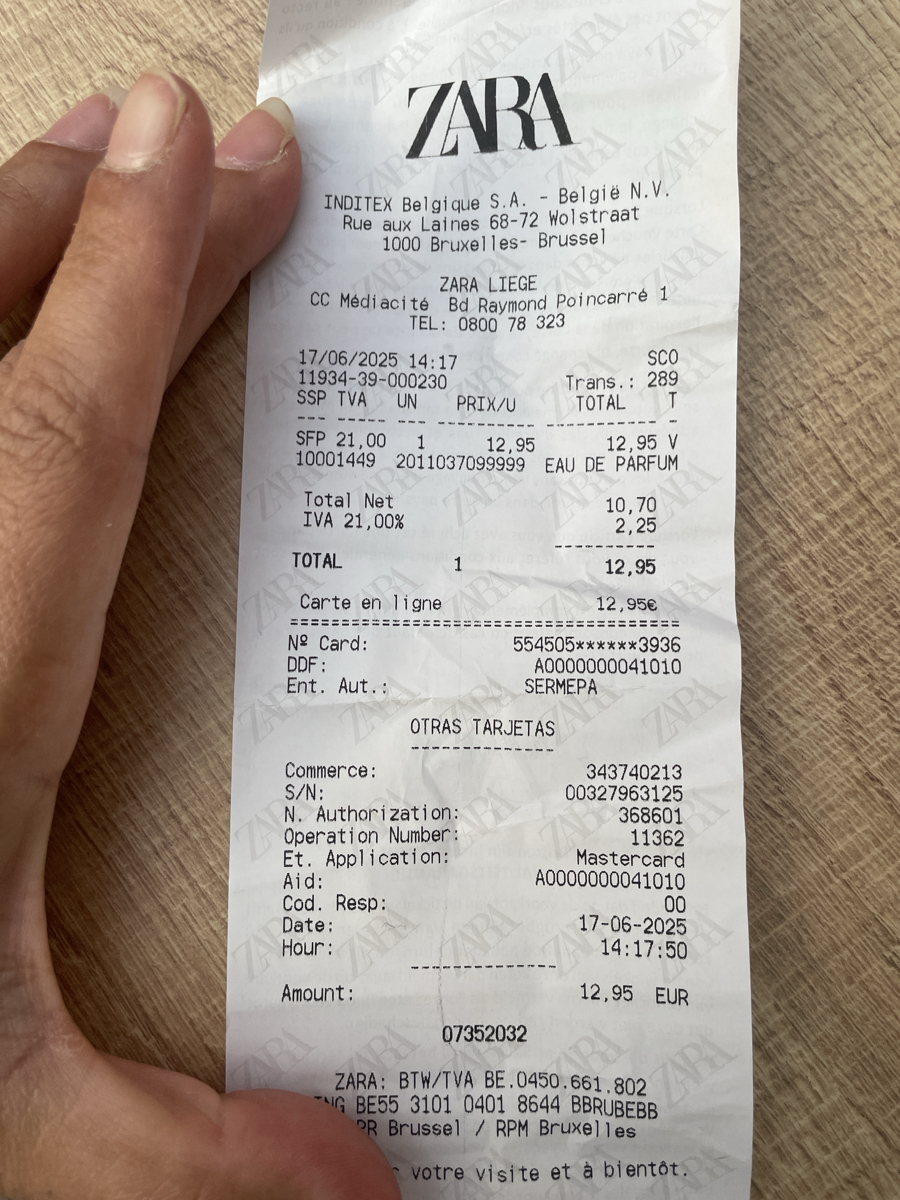 ZARA
INDITEX Belgique S.A. - België N.V.
Rue aux Laines 68-72 Wolstraat
1000 Bruxelles- Brussel
ZARA LIEGE
CC Médiacité Bd Raymond Poincarré 1
TEL: 0800 78 323
17/06/2025 14:17 SCO
11934-39-000230 Trans.: 289
SSP TVA UN PRIX/U TOTAL T
--- ----- --- ---------- ----------- -
SFP 21,00 1 12,95 12,95 V
10001449 2011037099999 EAU DE PARFUM
Total Net 10,70
IVA 21,00% 2,25
----------
TOTAL 1 12,95
Carte en ligne 12,95€
========================================
Nº Card: 554505******3936
DDF: A0000000041010
Ent. Aut.: SERMEPA
OTRAS TARJETAS
--------------
Commerce: 343740213
S/N: 00327963125
N. Authorization: 368601
Operation Number: 11362
Et. Application: Mastercard
Aid: A0000000041010
Cod. Resp: 00
Date: 17-06-2025
Hour: 14:17:50
--------------
Amount: 12,95 EUR
07352032
ZARA: BTW/TVA BE.0450.661.802
NG BE55 3101 0401 8644 BBRUBEBB
PR Brussel / RPM Bruxelles
votre visite et à bientôt.